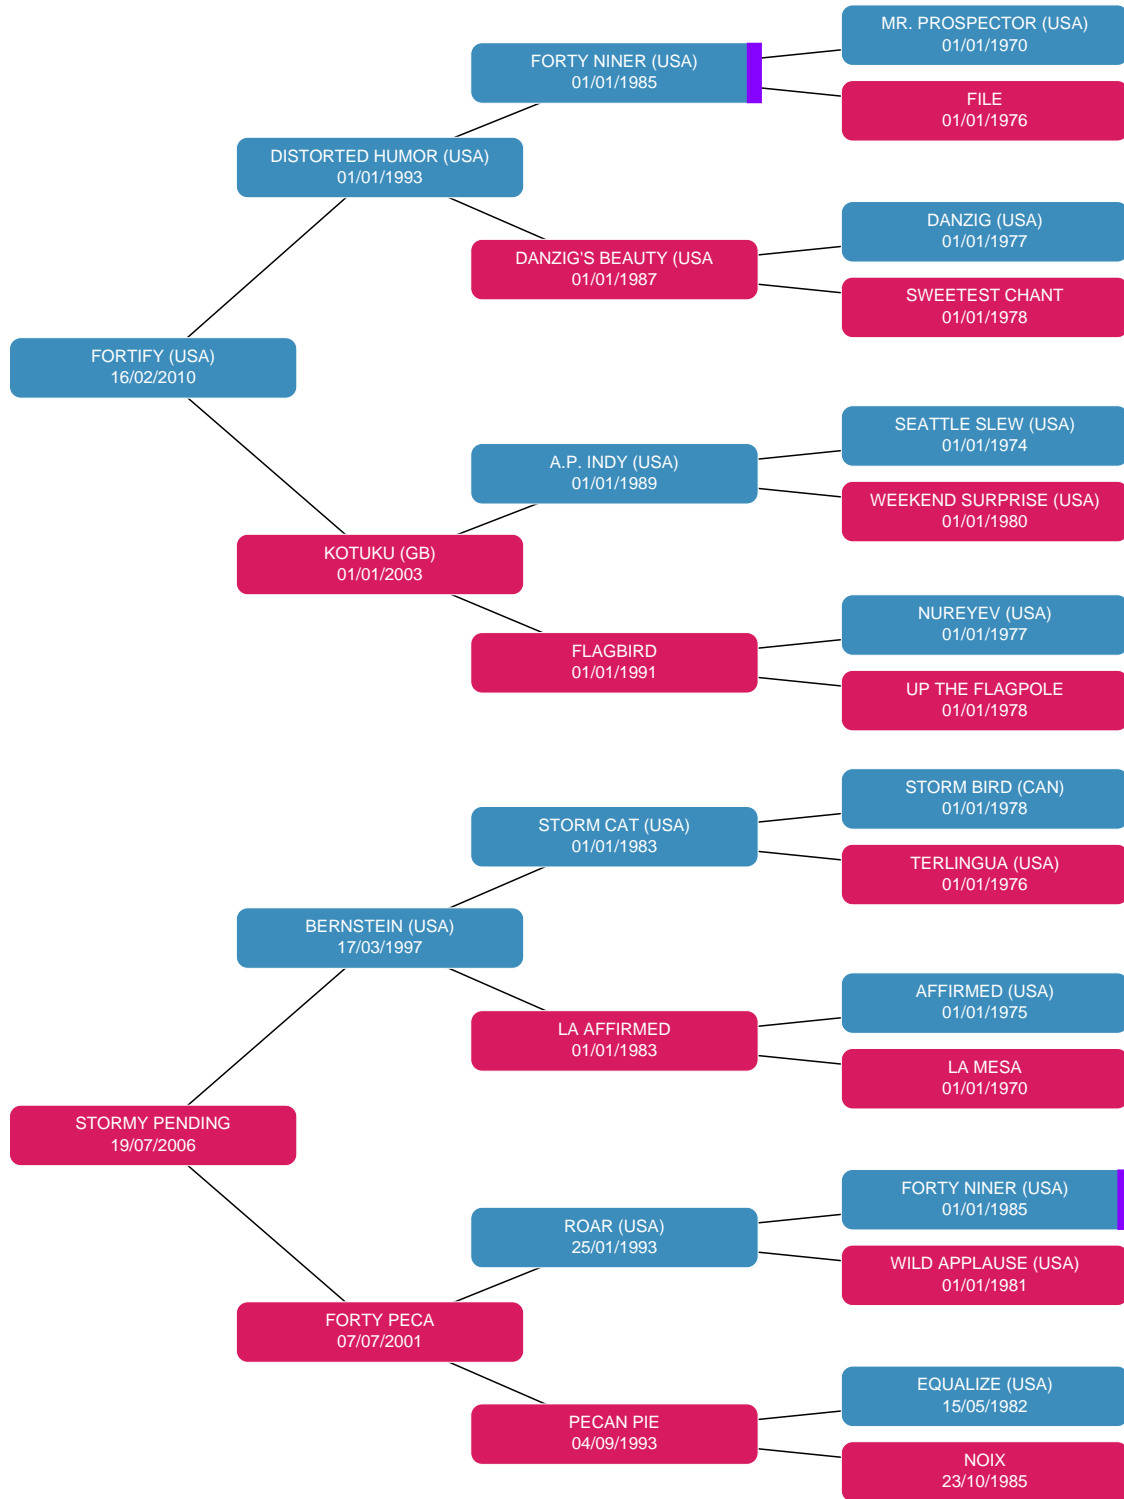 MR. PROSPECTOR (USA)
01/01/1970
FORTY NINER (USA)
01/01/1985
FILE
01/01/1976
DISTORTED HUMOR (USA)
01/01/1993
DANZIG (USA)
01/01/1977
DANZIG'S BEAUTY (USA
01/01/1987
SWEETEST CHANT
01/01/1978
FORTIFY (USA)
16/02/2010
SEATTLE SLEW (USA)
01/01/1974
A.P. INDY (USA)
01/01/1989
WEEKEND SURPRISE (USA)
01/01/1980
KOTUKU (GB)
01/01/2003
NUREYEV (USA)
01/01/1977
FLAGBIRD
01/01/1991
UP THE FLAGPOLE
01/01/1978
STORM BIRD (CAN)
01/01/1978
STORM CAT (USA)
01/01/1983
TERLINGUA (USA)
01/01/1976
BERNSTEIN (USA)
17/03/1997
AFFIRMED (USA)
01/01/1975
LA AFFIRMED
01/01/1983
LA MESA
01/01/1970
STORMY PENDING
19/07/2006
FORTY NINER (USA)
01/01/1985
ROAR (USA)
25/01/1993
WILD APPLAUSE (USA)
01/01/1981
FORTY PECA
07/07/2001
EQUALIZE (USA)
15/05/1982
PECAN PIE
04/09/1993
NOIX
23/10/1985